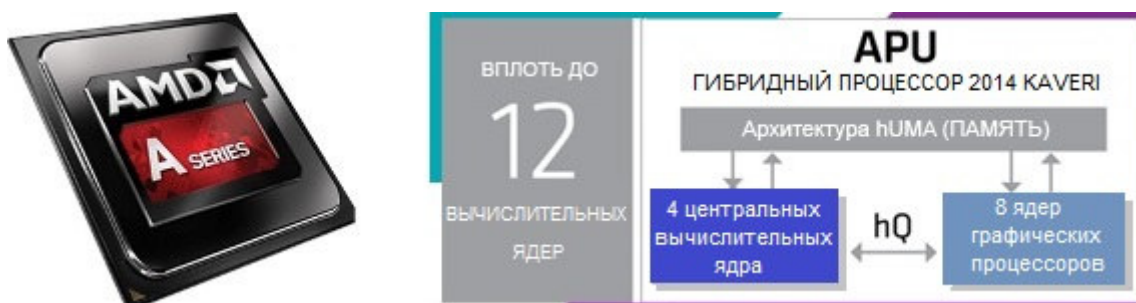 AMD
A SERIES
ВПЛОТЬ ДО
12
ВЫЧИСЛИТЕЛЬНЫХ
ЯДЕР
APU
ГИБРИДНЫЙ ПРОЦЕССОР 2014 KAVERI
Архитектура hUMA (ПАМЯТЬ)
4 центральных
вычислительных
ядра
hQ
8 ядер
графических
процессоров